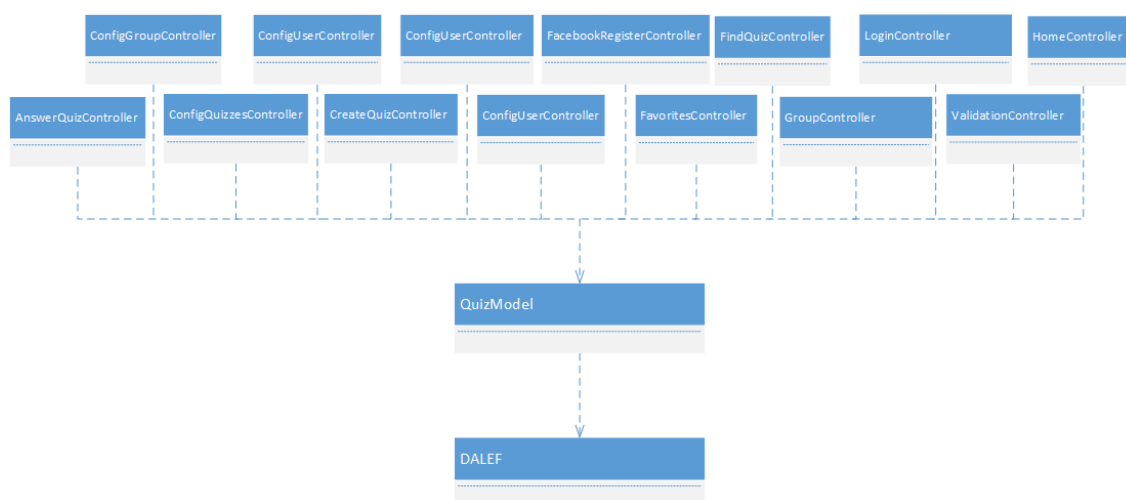 ConfigGroupController
ConfigUserController
ConfigUserController
FacebookRegisterController
FindQuizController
LoginController
HomeController
AnswerQuizController
ConfigQuizzesController
CreateQuizController
ConfigUserController
FavoritesController
GroupController
ValidationController
QuizModel
DALEF